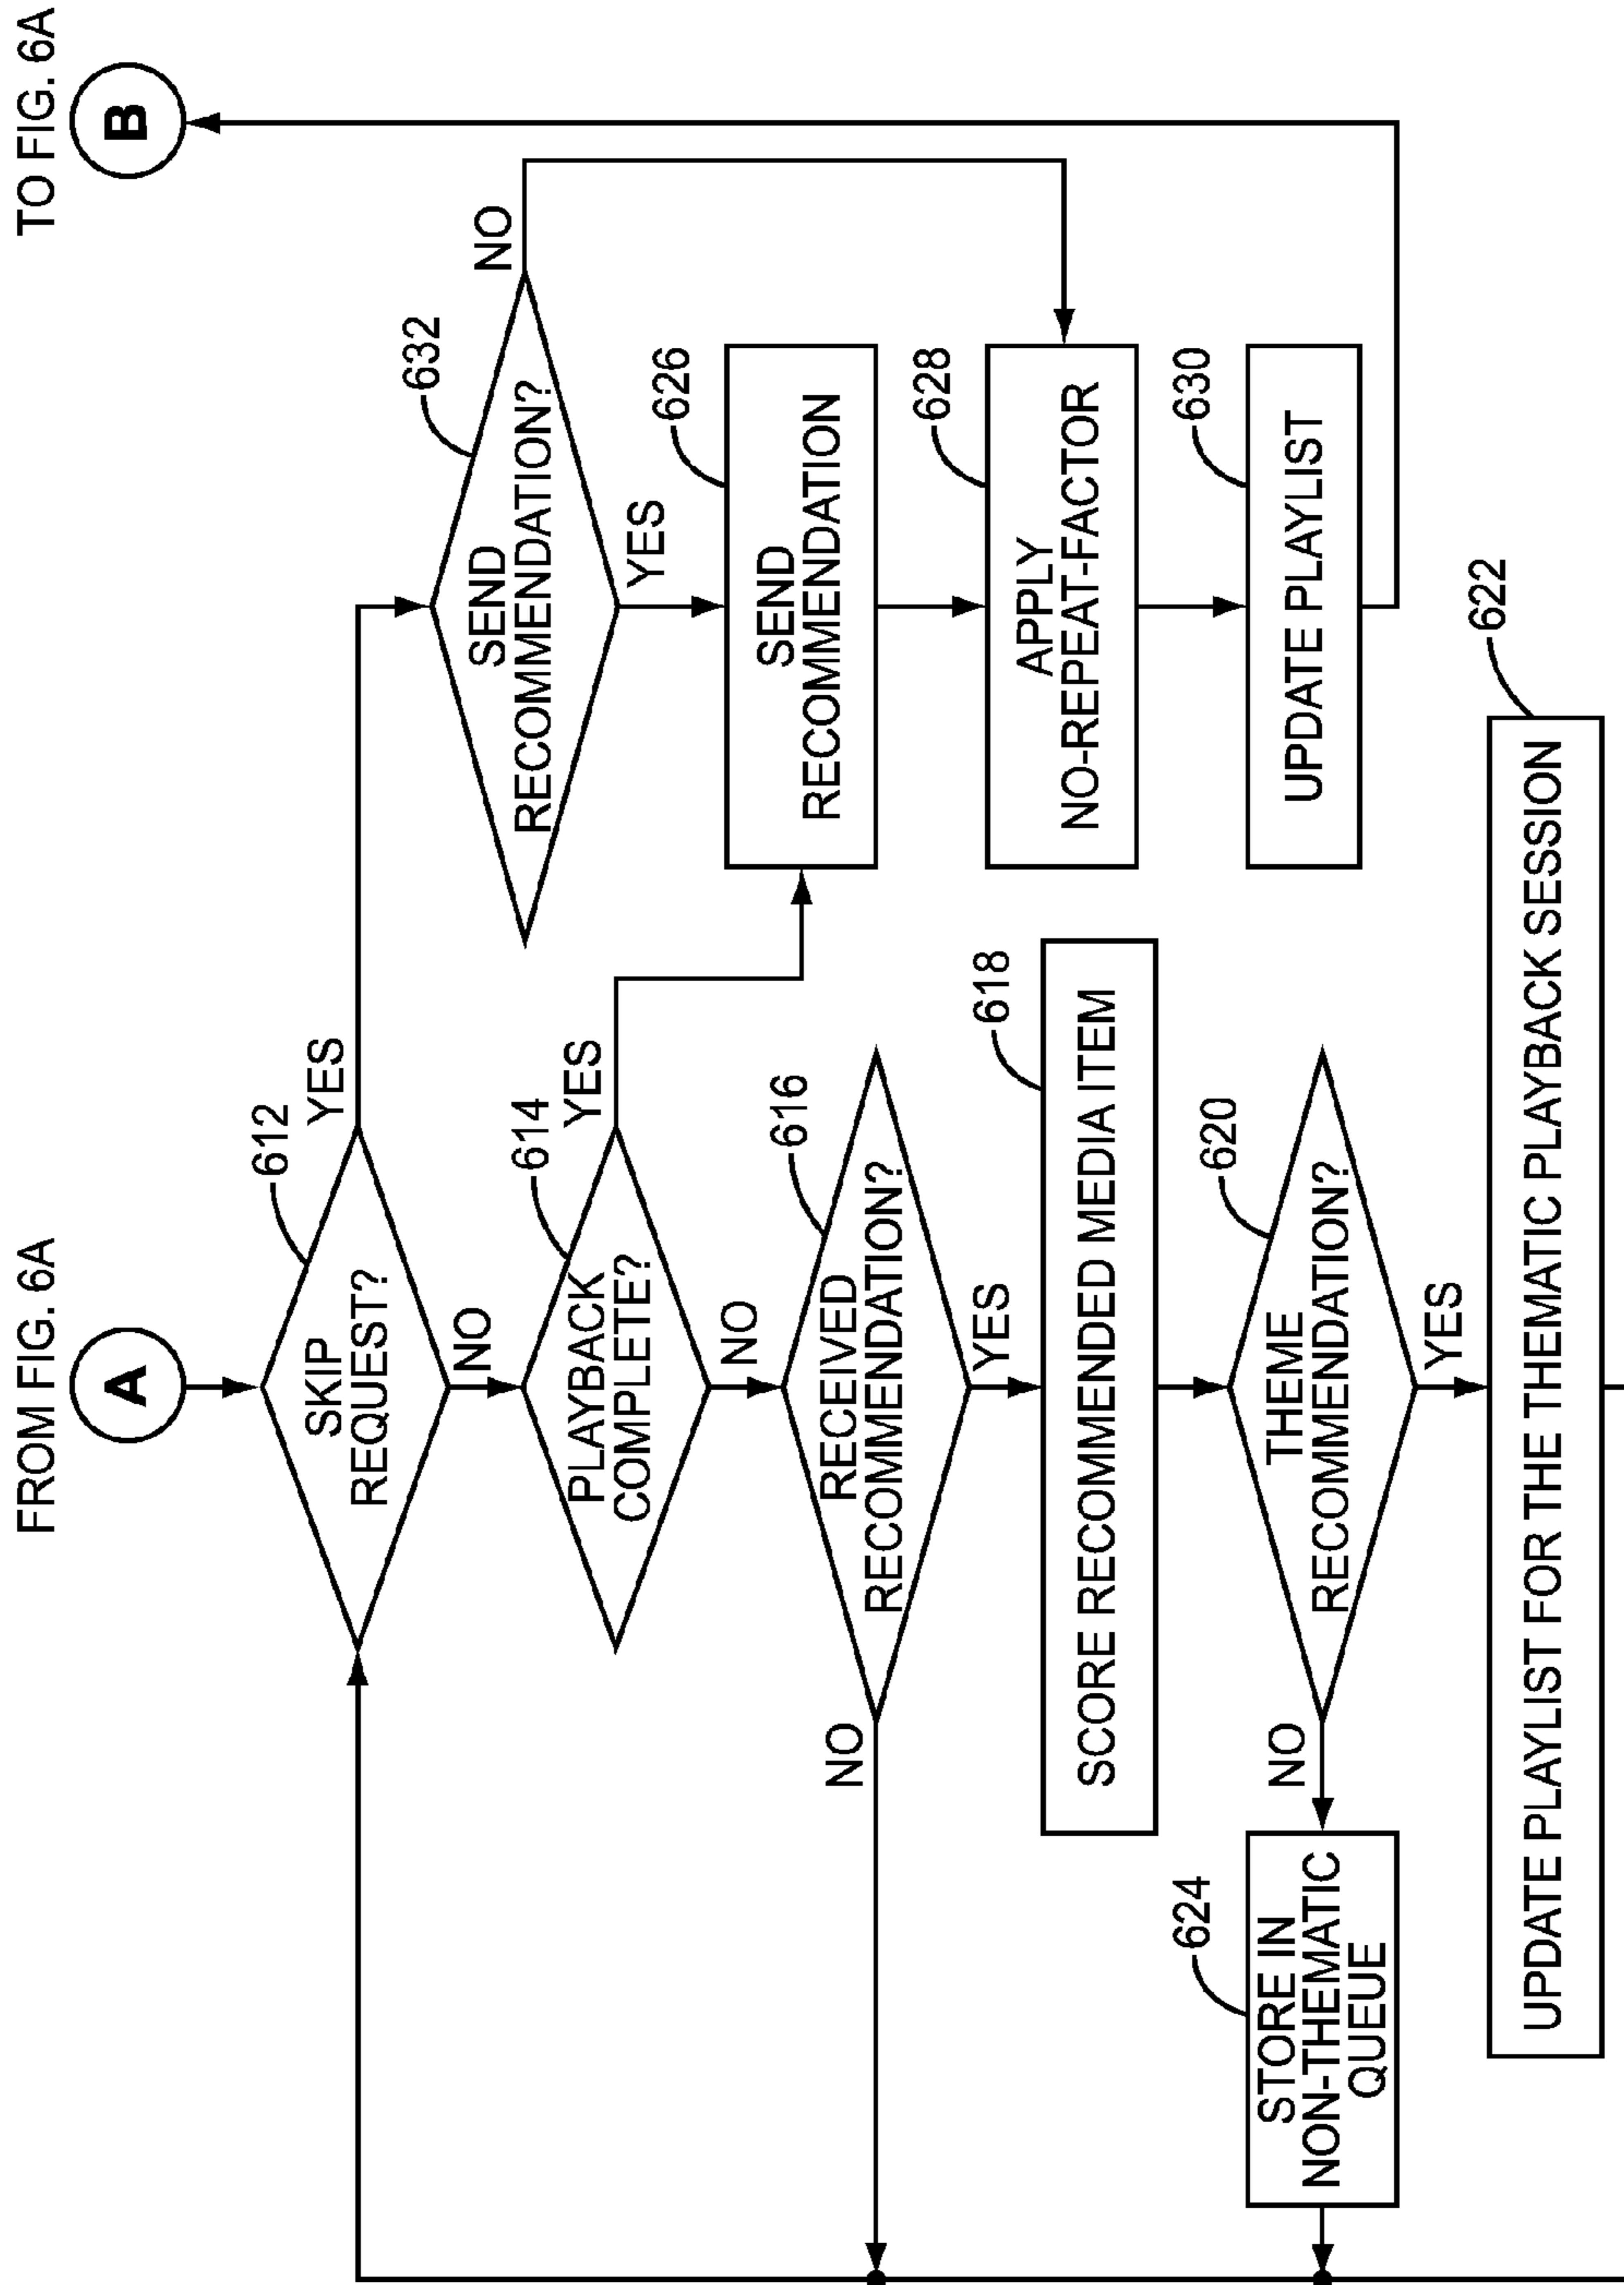 FROM FIG. 6A
A
TO FIG. 6A
B
612
SKIP
REQUEST?
YES
NO
614
PLAYBACK
COMPLETE?
YES
NO
616
RECEIVED
RECOMMENDATION?
NO
YES
618
SCORE RECOMMENDED MEDIA ITEM
620
THEME
RECOMMENDATION?
NO
YES
624
STORE IN
NON-THEMATIC
QUEUE
622
UPDATE PLAYLIST FOR THE THEMATIC PLAYBACK SESSION
632
SEND
RECOMMENDATION?
NO
YES
626
SEND
RECOMMENDATION
628
APPLY
NO-REPEAT-FACTOR
630
UPDATE PLAYLIST